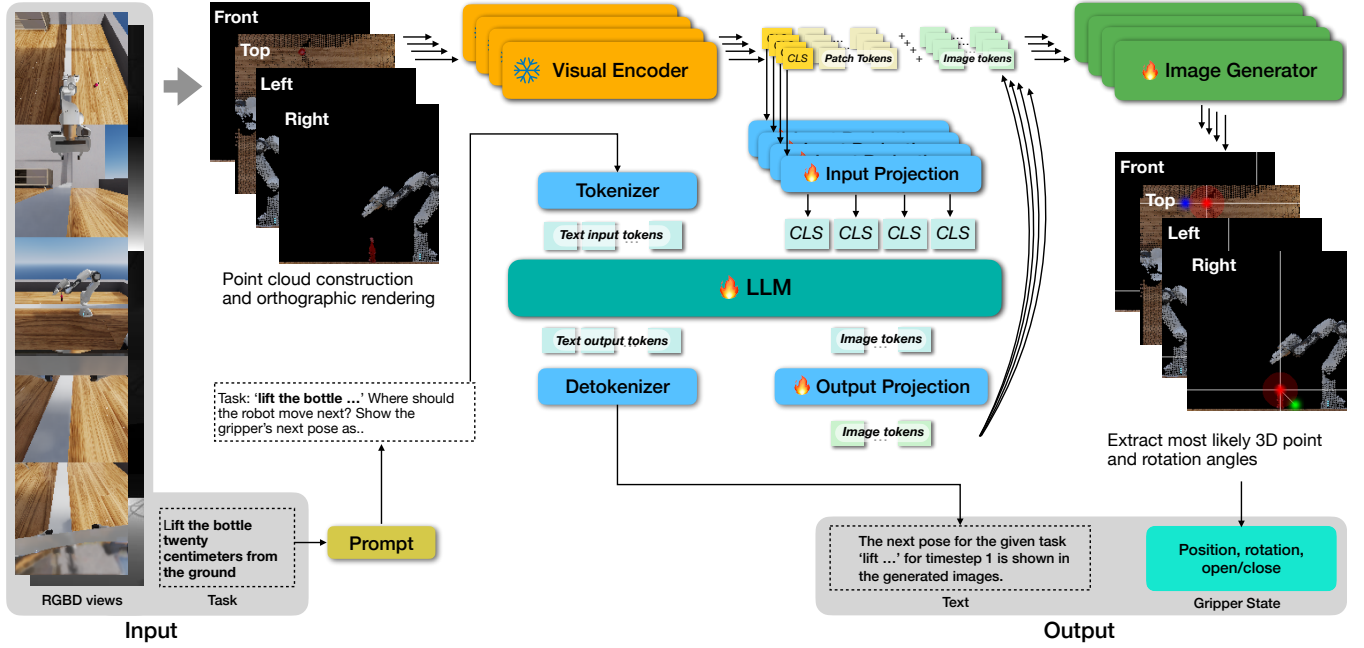 Front
Top
Left
Right
Point cloud construction
and orthographic rendering
Visual Encoder
CLS
Patch Tokens
...
+
+
+
+
Image tokens
...
Image Generator
Input Projection
Tokenizer
Text input tokens
...
CLS CLS CLS CLS
LLM
Text output tokens
...
Image tokens
...
Detokenizer
Output Projection
Image tokens
...
Task: ‘lift the bottle ...’ Where should
the robot move next? Show the
gripper’s next pose as..
Prompt
Lift the bottle
twenty
centimeters from
the ground
RGBD views
Task
Input
Front
Top
Left
Right
Extract most likely 3D point
and rotation angles
The next pose for the given task
‘lift ...’ for timestep 1 is shown in
the generated images.
Text
Position, rotation,
open/close
Gripper State
Output